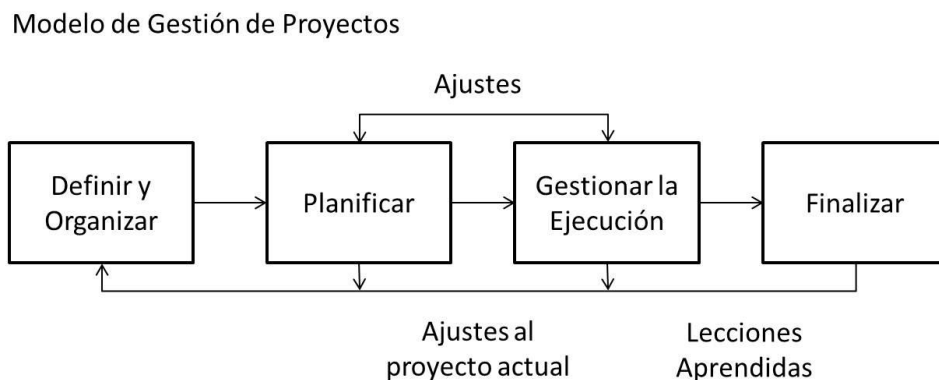 Modelo de Gestión de Proyectos
Ajustes
Definir y
Organizar
Planificar
Gestionar la
Ejecución
Finalizar
Ajustes al
proyecto actual
Lecciones
Aprendidas